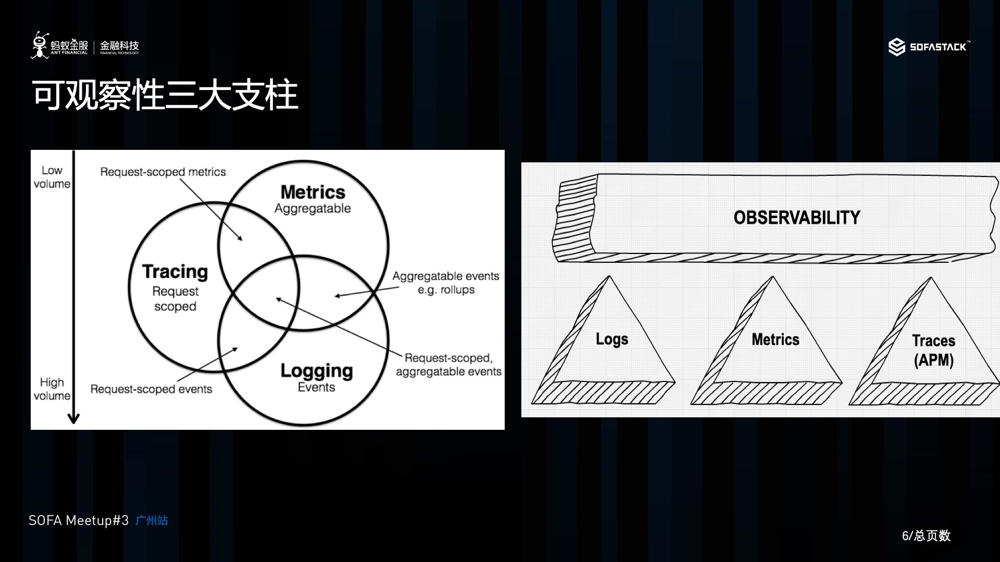 蚂蚁金服
ANT FINANCIAL
金融科技
FINANCIAL TECHNOLOGY
SOFASTACK™
可观察性三大支柱
Low
volume
Request-scoped metrics
Metrics
Aggregatable
Tracing
Request
scoped
Aggregatable events
e.g. rollups
Request-scoped,
aggregatable events
Logging
Events
High
volume
Request-scoped events
OBSERVABILITY
Logs
Metrics
Traces
(APM)
SOFA Meetup#3 广州站
6/总页数